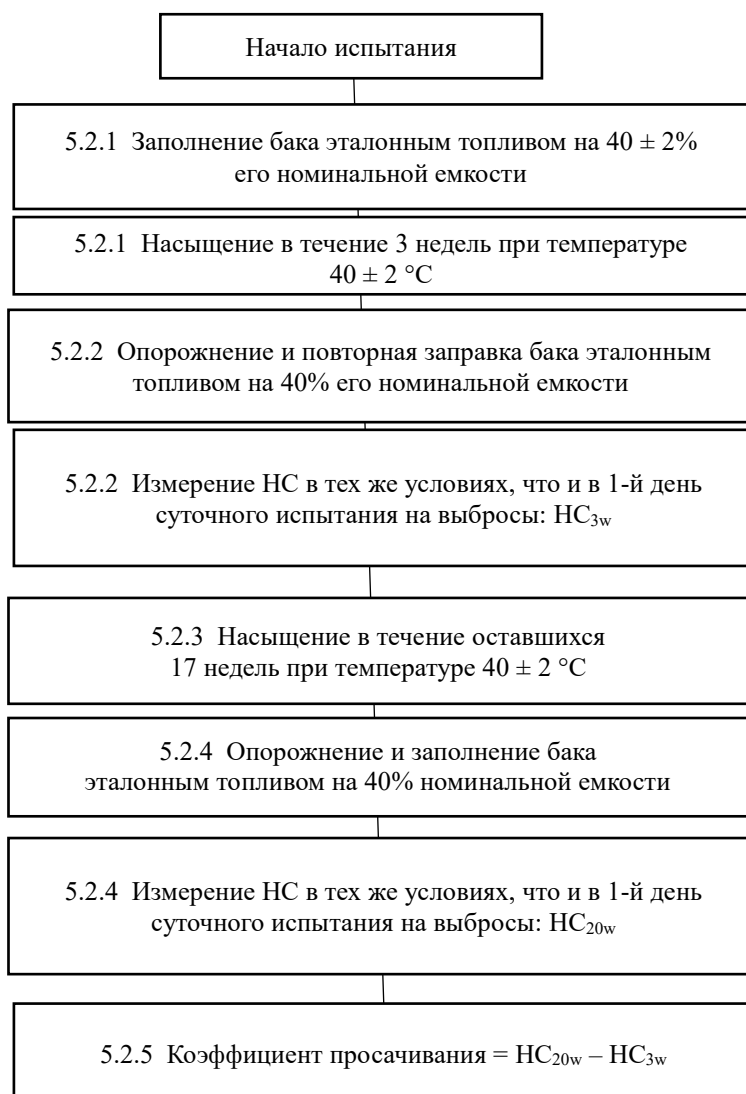 Начало испытания
5.2.1 Заполнение бака эталонным топливом на 40 ± 2%
его номинальной емкости
5.2.1 Насыщение в течение 3 недель при температуре
40 ± 2 °C
5.2.2 Опорожнение и повторная заправка бака эталонным
топливом на 40% его номинальной емкости
5.2.2 Измерение HC в тех же условиях, что и в 1-й день
суточного испытания на выбросы: HC3w
5.2.3 Насыщение в течение оставшихся
17 недель при температуре 40 ± 2 °C
5.2.4 Опорожнение и заполнение бака
эталонным топливом на 40% номинальной емкости
5.2.4 Измерение HC в тех же условиях, что и в 1-й день
суточного испытания на выбросы: HC20w
5.2.5 Коэффициент просачивания = HC20w – HC3w